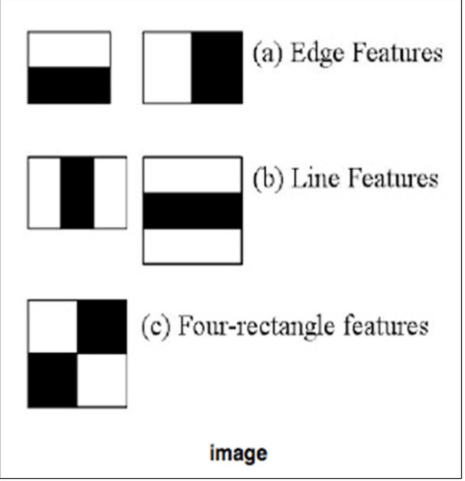 (a) Edge Features
(b) Line Features
(c) Four-rectangle features
image